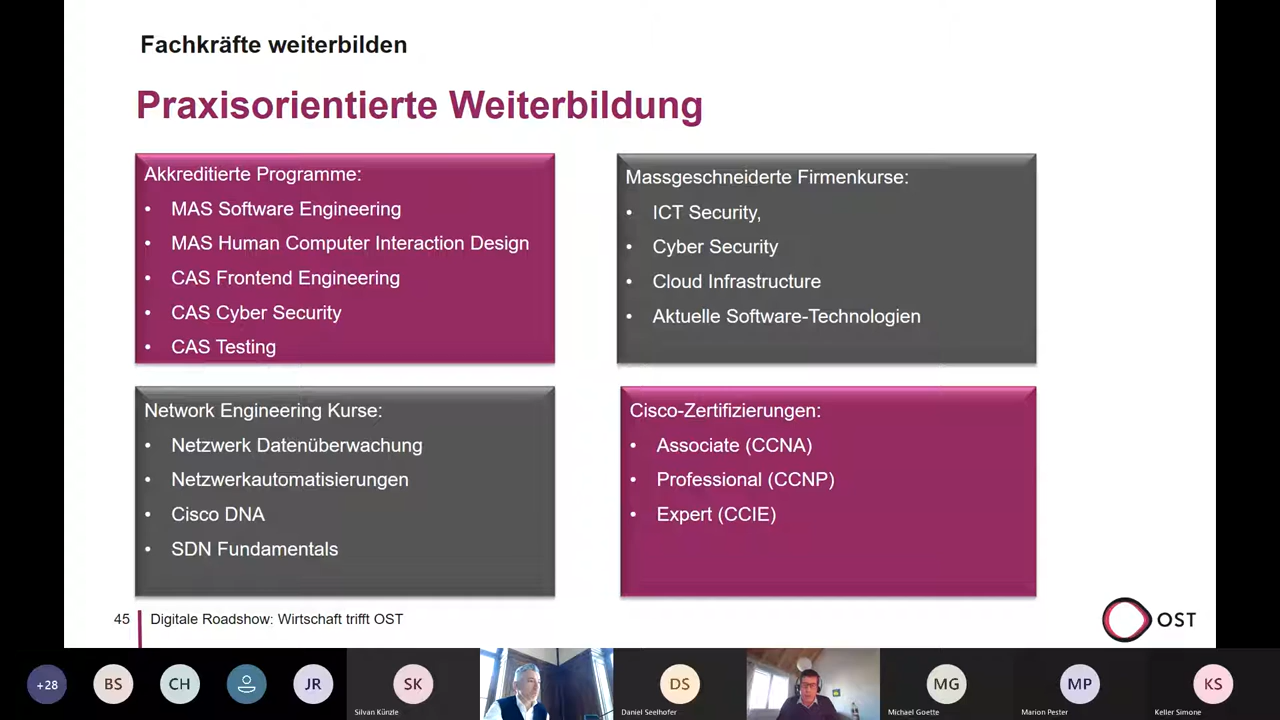 Fachkräfte weiterbilden
Praxisorientierte Weiterbildung
Akkreditierte Programme:
• MAS Software Engineering
• MAS Human Computer Interaction Design
• CAS Frontend Engineering
• CAS Cyber Security
• CAS Testing
Massgeschneiderte Firmenkurse:
• ICT Security,
• Cyber Security
• Cloud Infrastructure
• Aktuelle Software-Technologien
Network Engineering Kurse:
• Netzwerk Datenüberwachung
• Netzwerkautomatisierungen
• Cisco DNA
• SDN Fundamentals
Cisco-Zertifizierungen:
• Associate (CCNA)
• Professional (CCNP)
• Expert (CCIE)
45
Digitale Roadshow: Wirtschaft trifft OST
OST
+28
BS
CH
JR
SK
Silvan Künzle
DS
Daniel Seelhofer
MG
Michael Goette
MP
Marion Pester
KS
Keller Simone